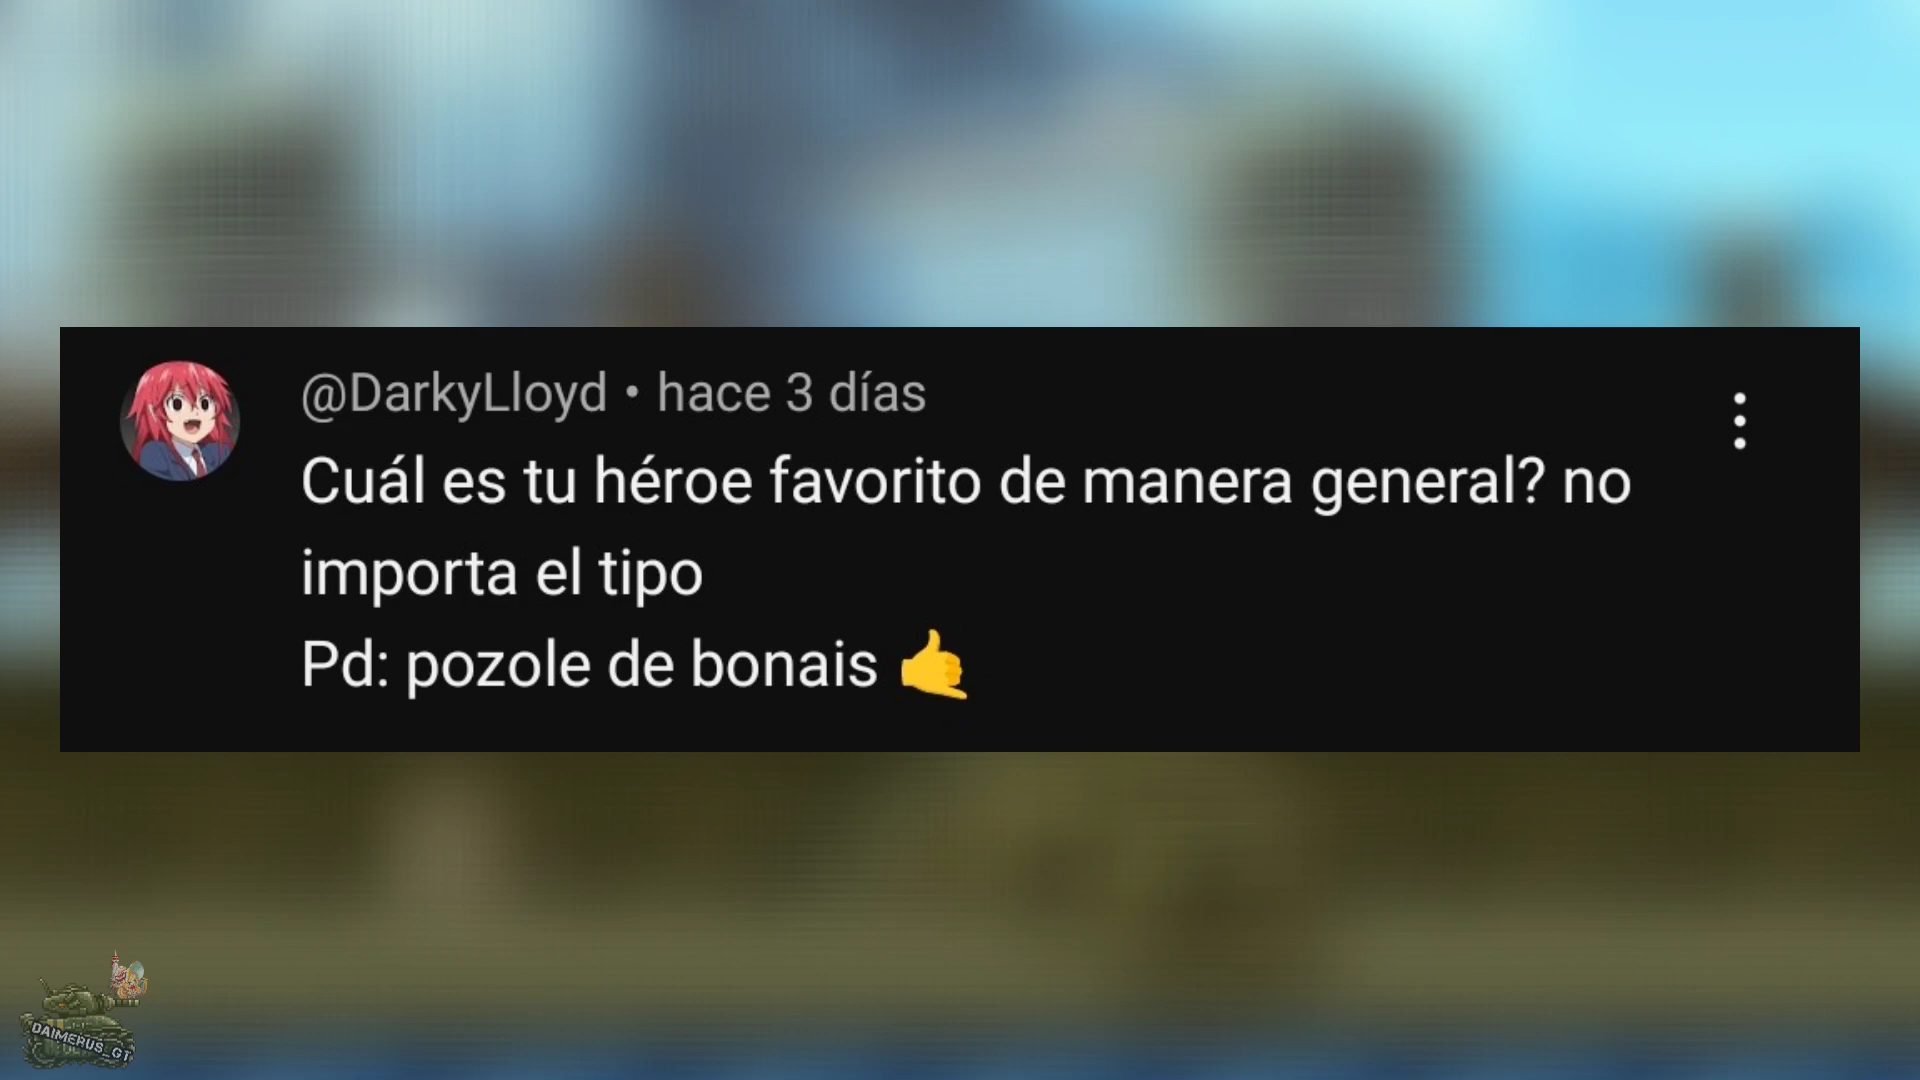 @DarkyLloyd • hace 3 días
Cuál es tu héroe favorito de manera general? no
importa el tipo
Pd: pozole de bonais 🤙
DAIMERUS_GT